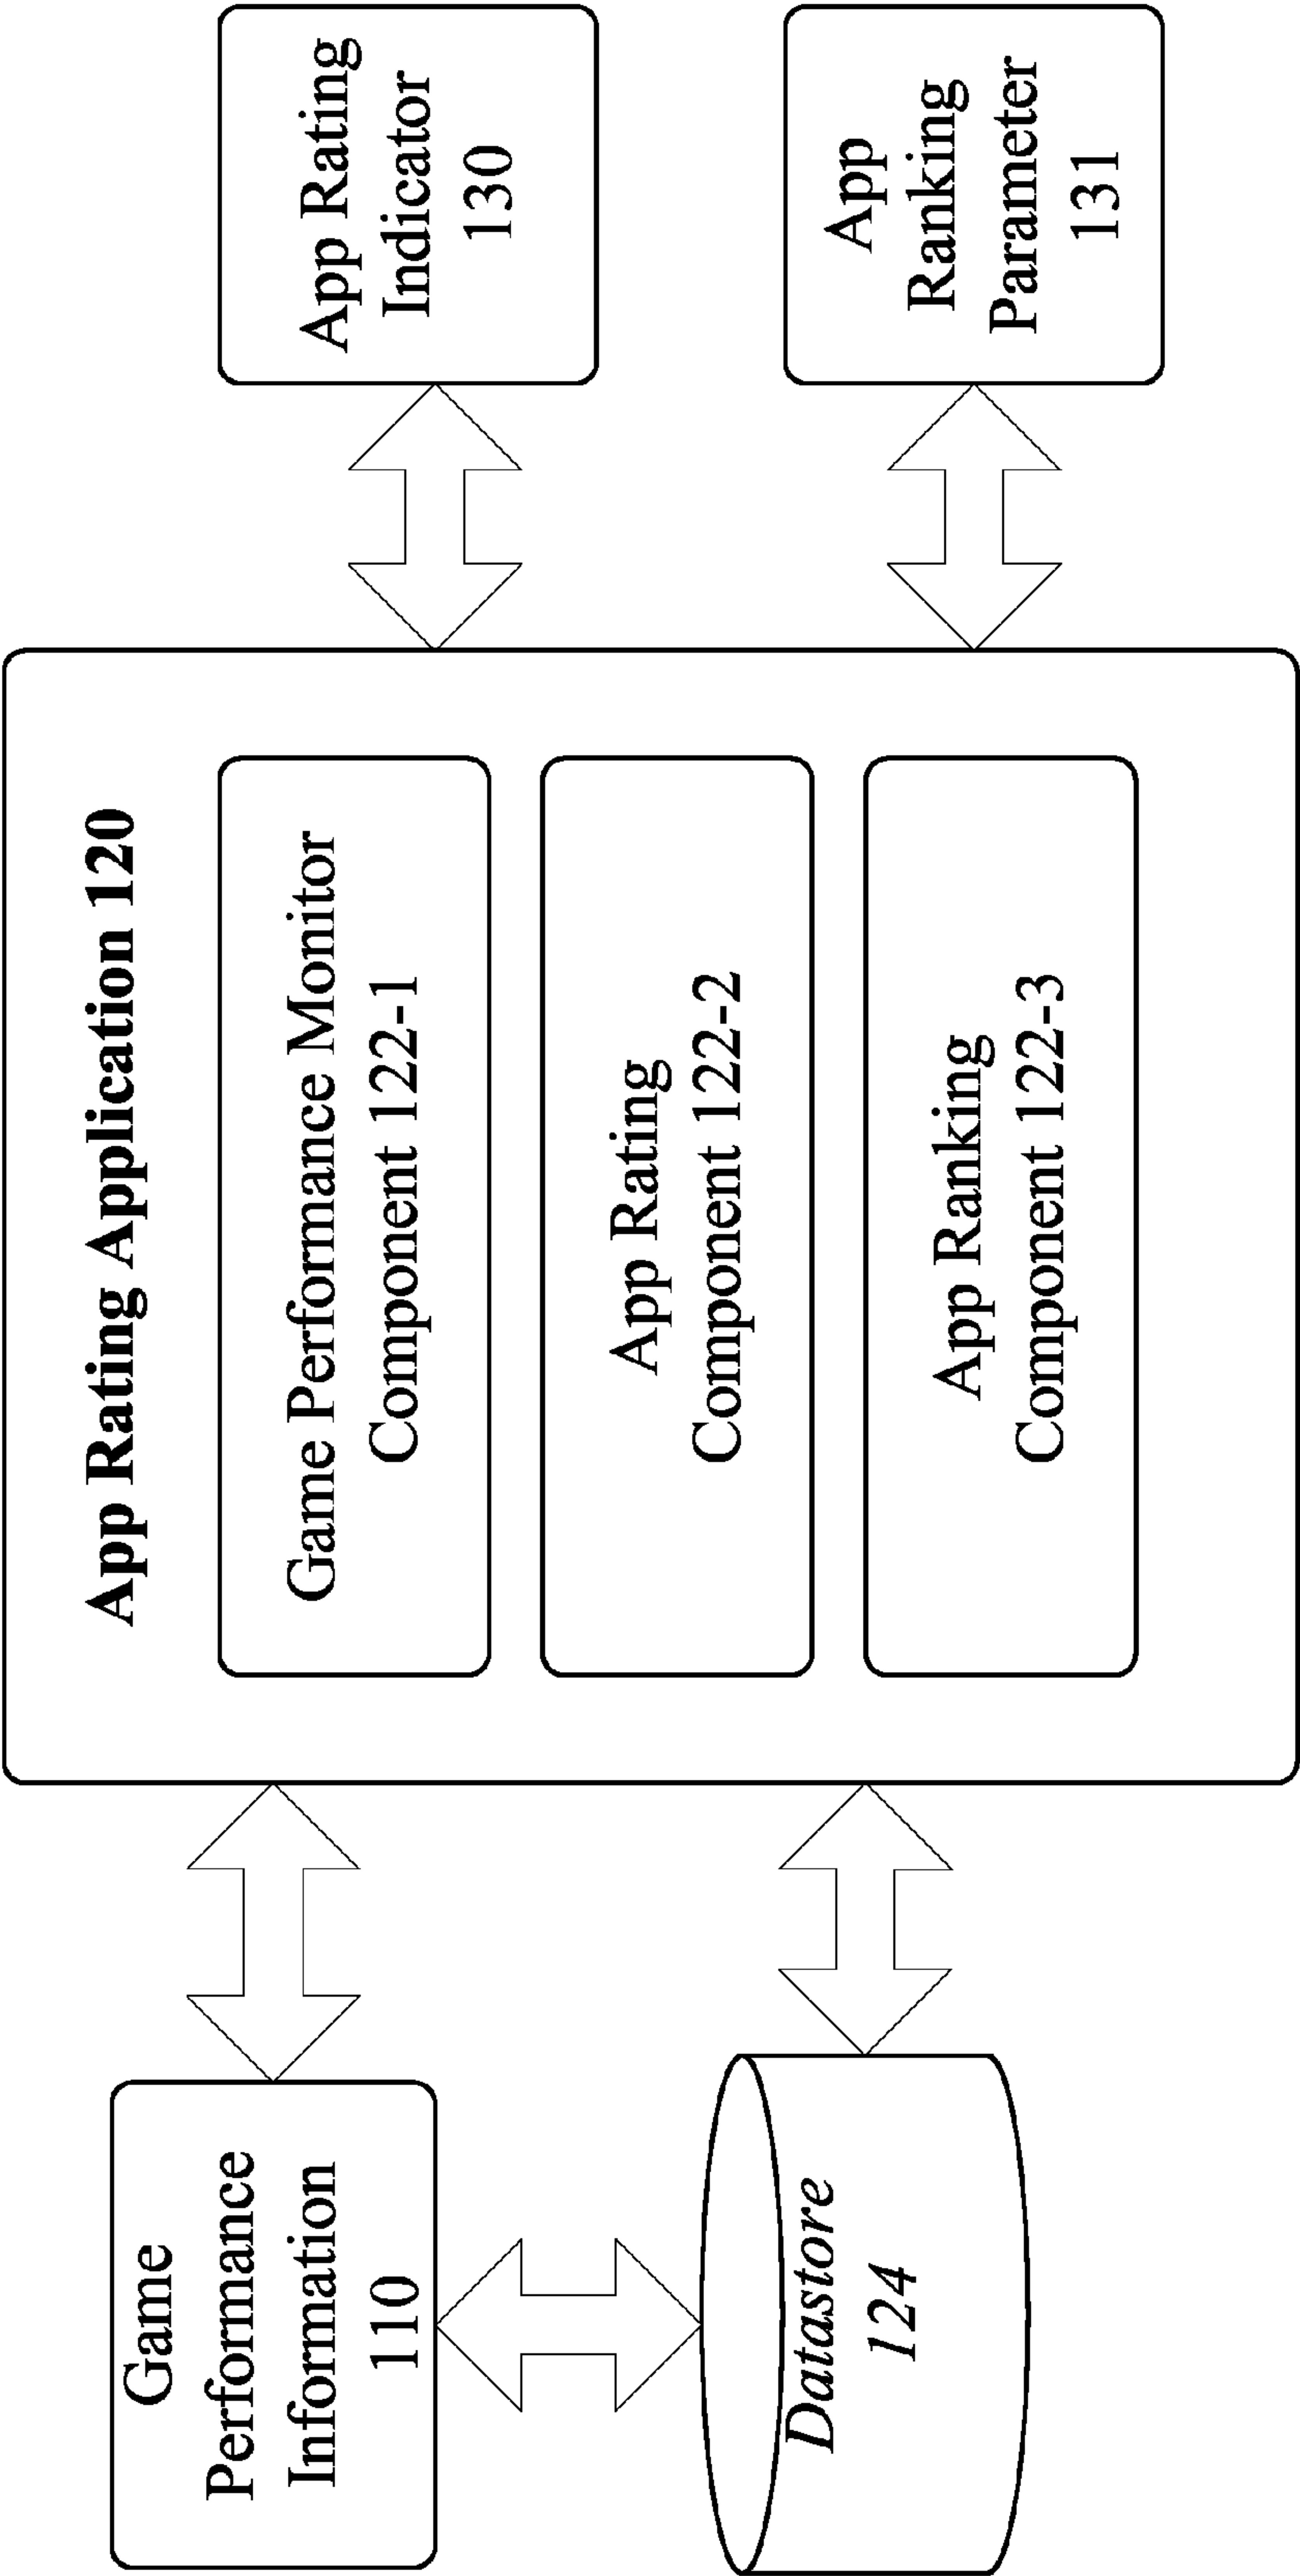 Game
Performance
Information
110
Datastore
124
App Rating Application 120
Game Performance Monitor
Component 122-1
App Rating
Component 122-2
App Ranking
Component 122-3
App Rating
Indicator
130
App
Ranking
Parameter
131